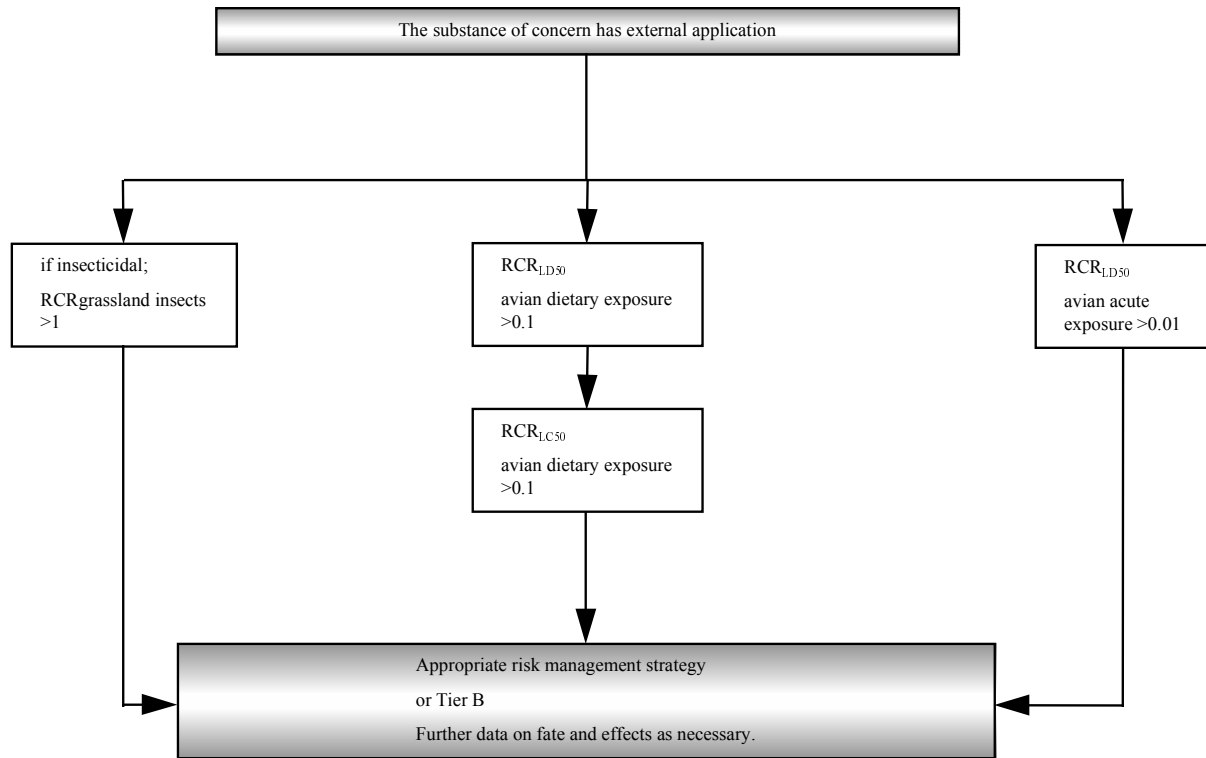 The substance of concern has external application
if insecticidal;
RCRgrassland insects
>1
RCRLD50
avian dietary exposure
>0.1
RCRLD50
avian acute
exposure >0.01
RCRLC50
avian dietary exposure
>0.1
Appropriate risk management strategy
or Tier B
Further data on fate and effects as necessary.